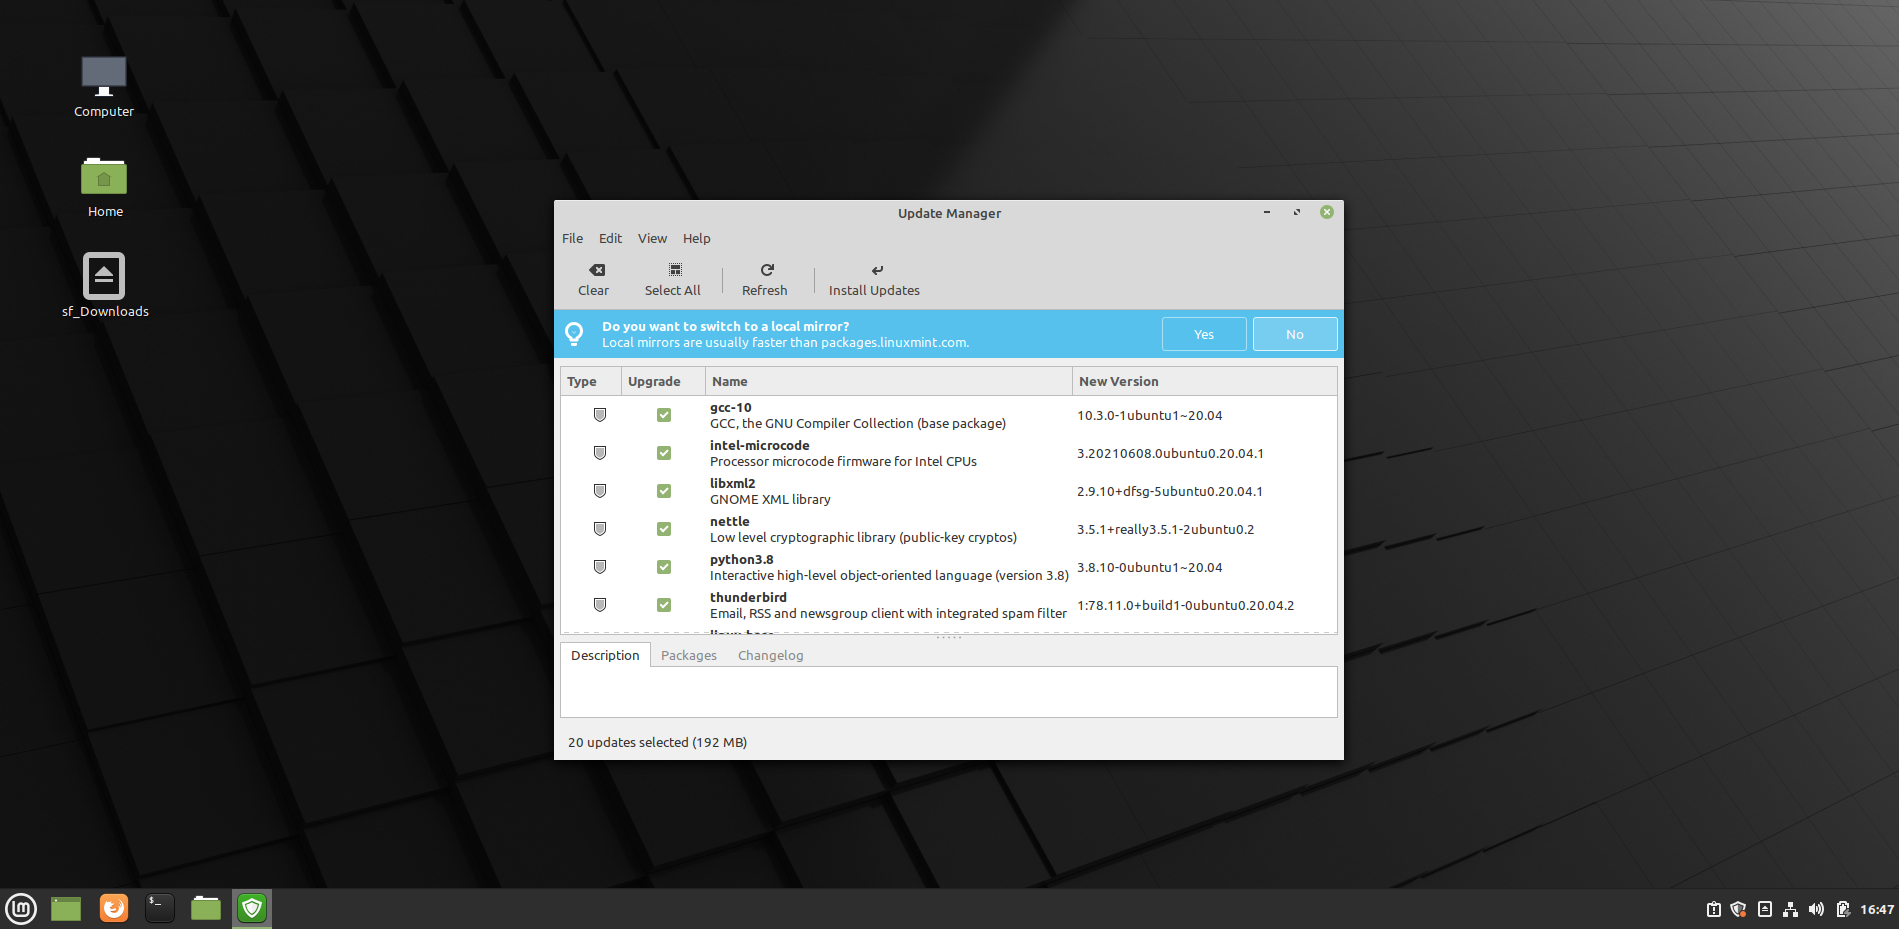 Computer
Home
sf_Downloads
Update Manager
File Edit View Help
Clear Select All Refresh Install Updates
Do you want to switch to a local mirror?
Local mirrors are usually faster than packages.linuxmint.com.
Yes No
Type Upgrade Name New Version
gcc-10
GCC, the GNU Compiler Collection (base package)
10.3.0-1ubuntu1~20.04
intel-microcode
Processor microcode firmware for Intel CPUs
3.20210608.0ubuntu0.20.04.1
libxml2
GNOME XML library
2.9.10+dfsg-5ubuntu0.20.04.1
nettle
Low level cryptographic library (public-key cryptos)
3.5.1+really3.5.1-2ubuntu0.2
python3.8
Interactive high-level object-oriented language (version 3.8)
3.8.10-0ubuntu1~20.04
thunderbird
Email, RSS and newsgroup client with integrated spam filter
1:78.11.0+build1-0ubuntu0.20.04.2
Description Packages Changelog
20 updates selected (192 MB)
$_
16:47